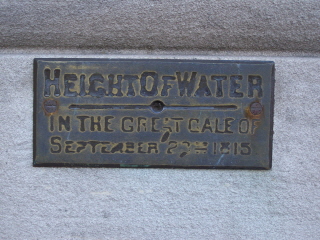 HEIGHT OF WATER
IN THE GREAT GALE OF
SEPTEMBER 23RD 1815